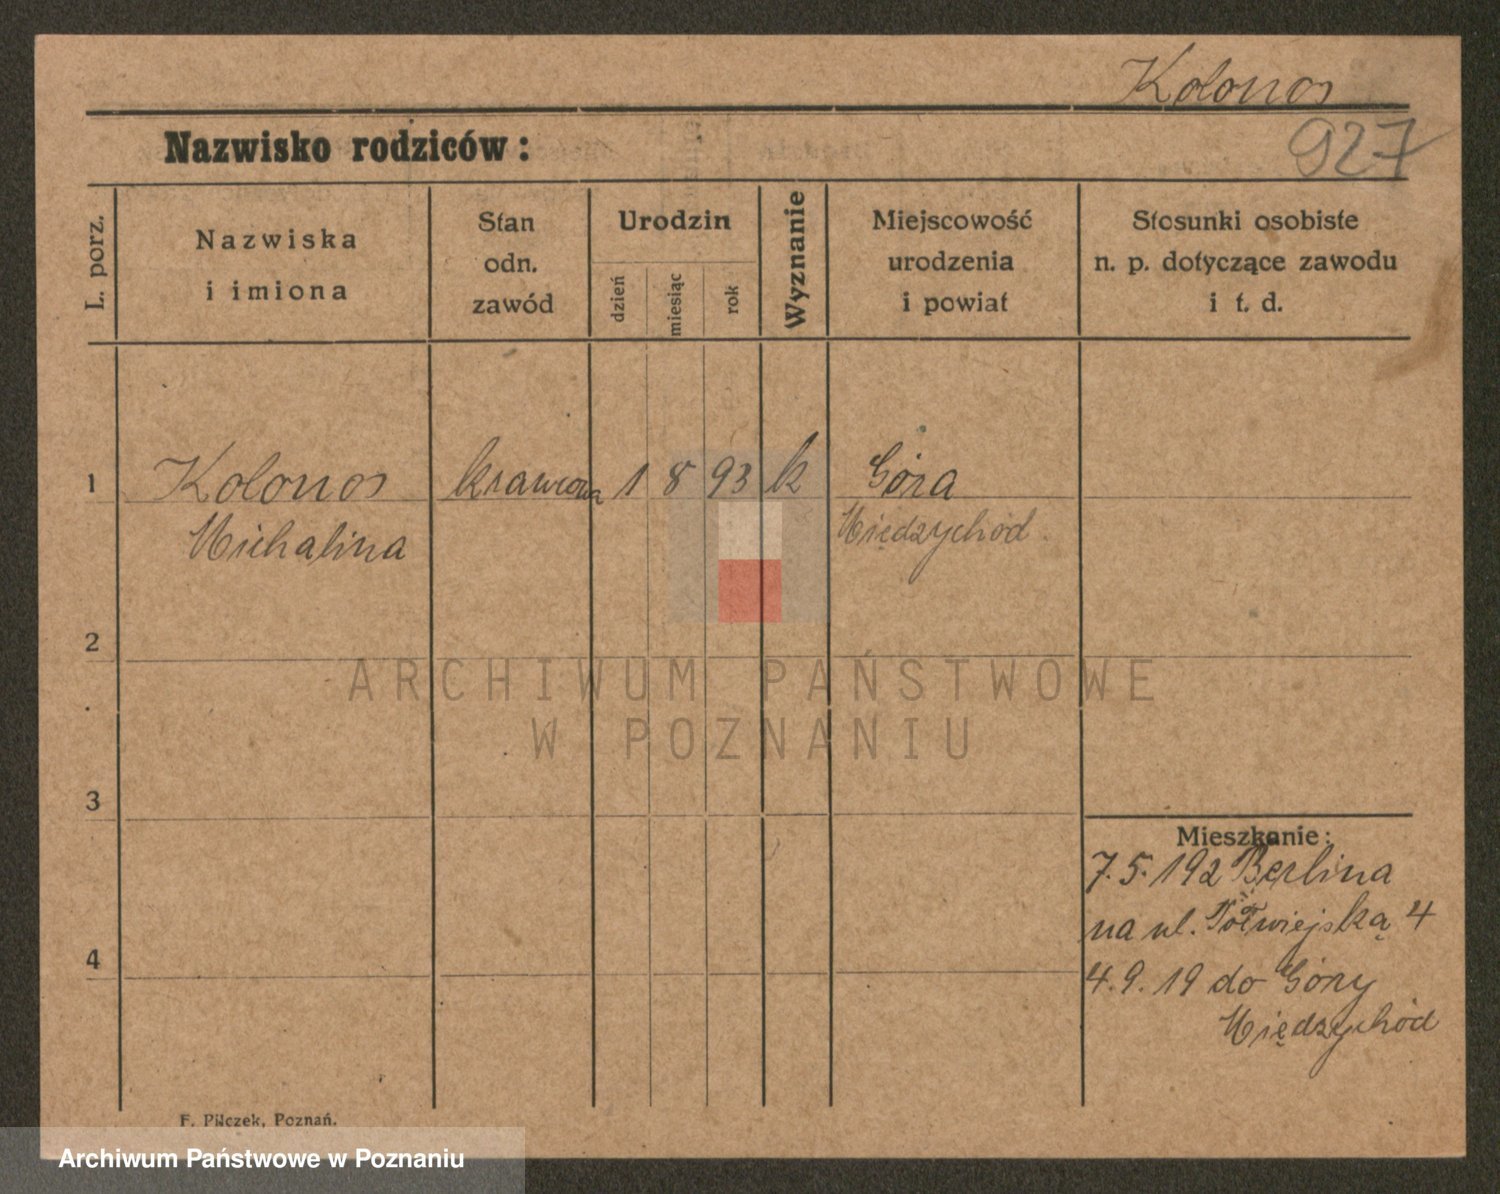 Kolonos
927
Nazwisko rodziców:
L. porz.
Nazwiska
i imiona
Stan
odn.
zawód
Urodzin
dzień
miesiąc
rok
Wyznanie
Miejscowość
urodzenia
i powiat
Stosunki osobiste
n. p. dotyczące zawodu
i t. d.
1 Kolonos krawcowa 1 8 93 k Góra
Michalina Międzychód
2
ARCHIWUM PAŃSTWOWE
W POZNANIU
3
Mieszkanie:
7.5.192 Berlina
na ul. Półwiejską 4
4
4.9.19 do Góry
Międzychód
F. Pilczek, Poznań.
Archiwum Państwowe w Poznaniu